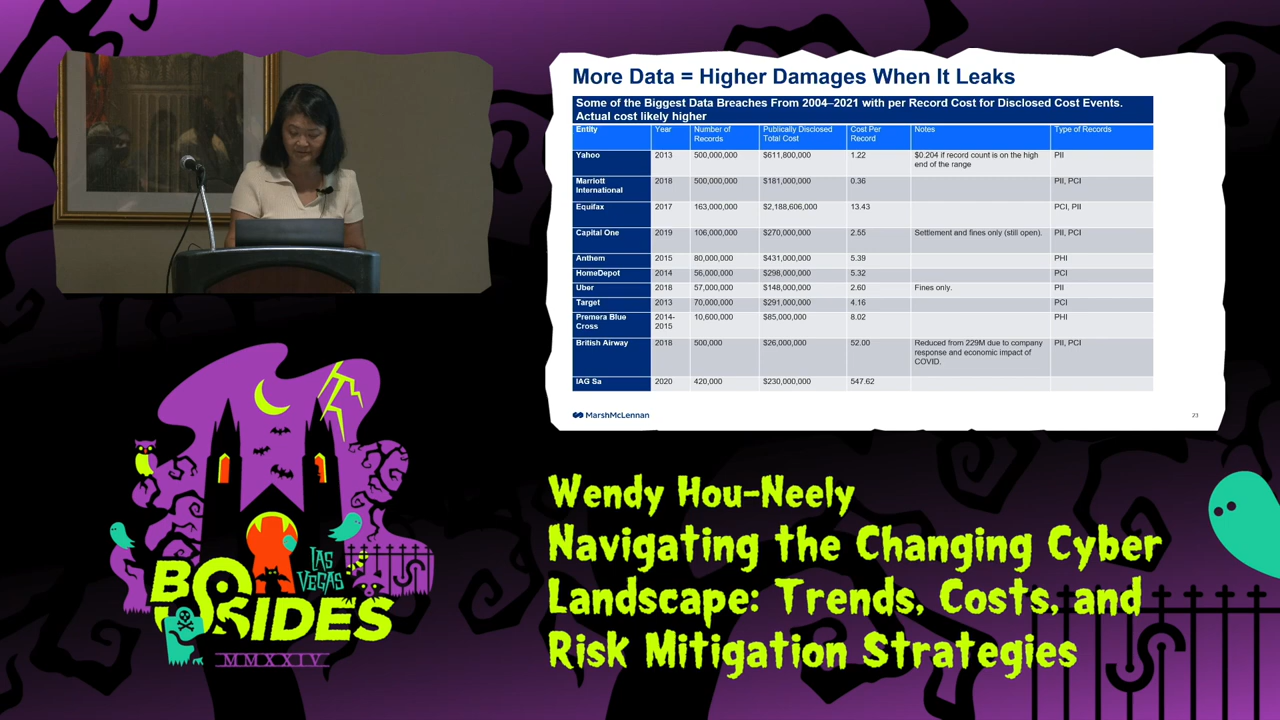 More Data = Higher Damages When It Leaks
Some of the Biggest Data Breaches From 2004–2021 with per Record Cost for Disclosed Cost Events.
Actual cost likely higher
Entity Year Number of Records Publically Disclosed Total Cost Cost Per Record Notes Type of Records
Yahoo 2013 500,000,000 $611,800,000 1.22 $0.204 if record count is on the high end of the range PII
Marriott International 2018 500,000,000 $181,000,000 0.36 PII, PCI
Equifax 2017 163,000,000 $2,188,606,000 13.43 PCI, PII
Capital One 2019 106,000,000 $270,000,000 2.55 Settlement and fines only (still open). PII, PCI
Anthem 2015 80,000,000 $431,000,000 5.39 PHI
HomeDepot 2014 56,000,000 $298,000,000 5.32 PCI
Uber 2018 57,000,000 $148,000,000 2.60 Fines only. PII
Target 2013 70,000,000 $291,000,000 4.16 PCI
Premera Blue Cross 2014-2015 10,600,000 $85,000,000 8.02 PHI
British Airway 2018 500,000 $26,000,000 52.00 Reduced from 229M due to company response and economic impact of COVID. PII, PCI
IAG Sa 2020 420,000 $230,000,000 547.62
MarshMcLennan
23
LAS
VEGAS
BSIDES
MMXXIV
Wendy Hou-Neely
Navigating the Changing Cyber
Landscape: Trends, Costs, and
Risk Mitigation Strategies